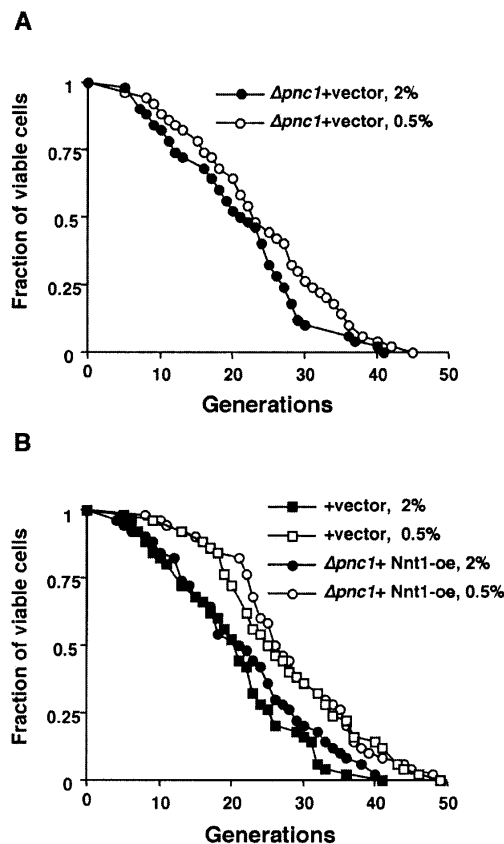 A
Δpnc1+vector, 2%
Δpnc1+vector, 0.5%
Fraction of viable cells
1
0.75
0.5
0.25
0
0 10 20 30 40 50
Generations
B
+vector, 2%
+vector, 0.5%
Δpnc1+ Nnt1-oe, 2%
Δpnc1+ Nnt1-oe, 0.5%
Fraction of viable cells
1
0.75
0.5
0.25
0
0 10 20 30 40 50
Generations